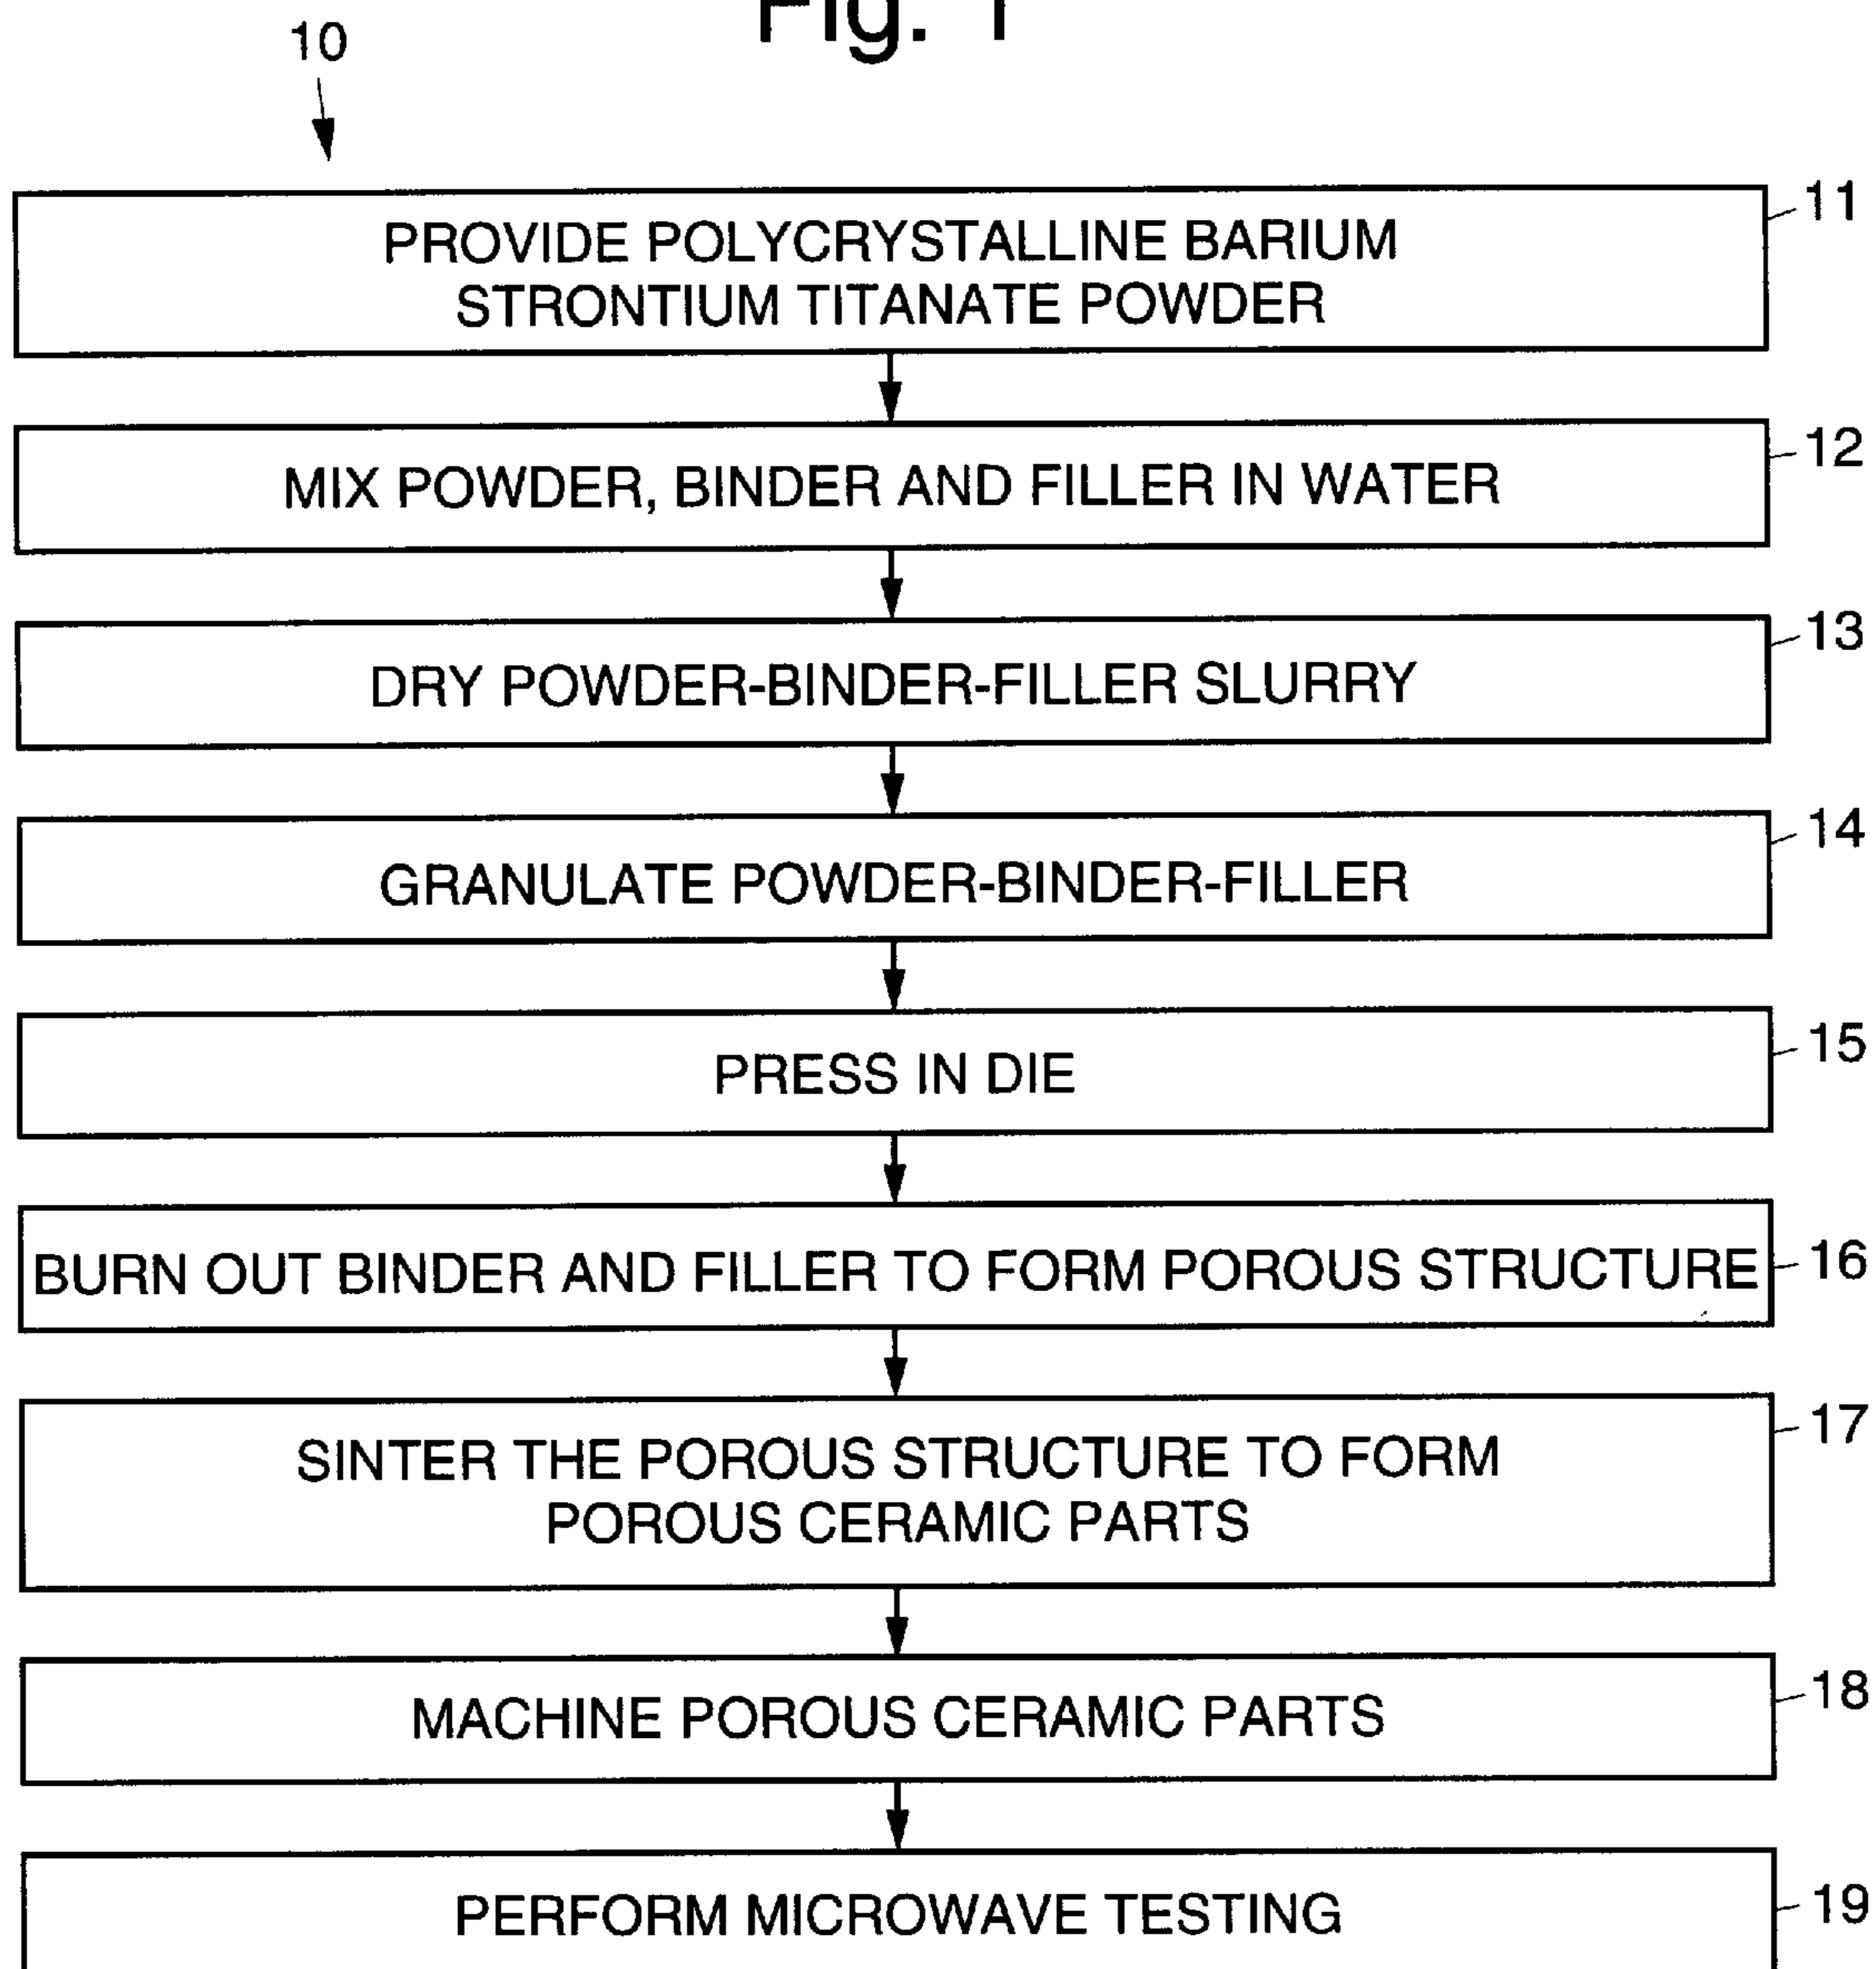 Fig. 1
10
11
PROVIDE POLYCRYSTALLINE BARIUM
STRONTIUM TITANATE POWDER
12
MIX POWDER, BINDER AND FILLER IN WATER
13
DRY POWDER-BINDER-FILLER SLURRY
14
GRANULATE POWDER-BINDER-FILLER
15
PRESS IN DIE
16
BURN OUT BINDER AND FILLER TO FORM POROUS STRUCTURE
17
SINTER THE POROUS STRUCTURE TO FORM
POROUS CERAMIC PARTS
18
MACHINE POROUS CERAMIC PARTS
19
PERFORM MICROWAVE TESTING